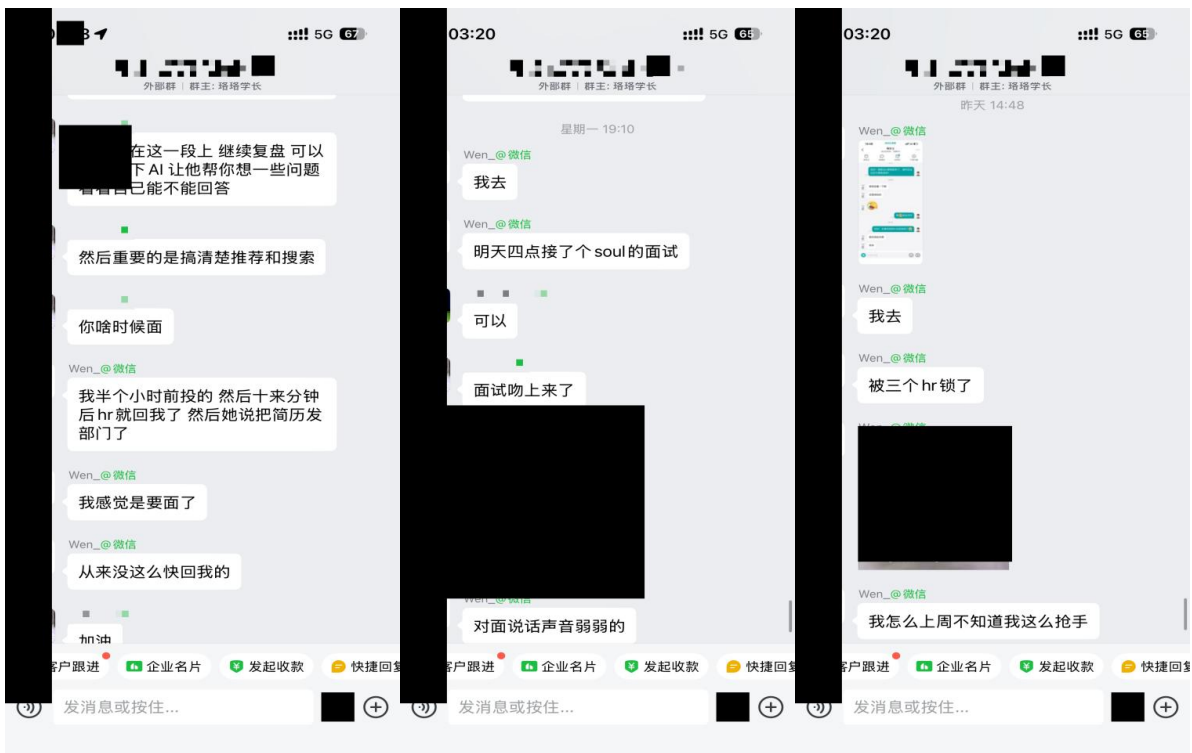 5G 67
外部群 | 群主: 珞珞学长
在这一段上 继续复盘 可以
下 AI 让他帮你想一些问题
看看自己能不能回答
然后重要的是搞清楚推荐和搜索
你啥时候面
Wen_@微信
我半个小时前投的 然后十来分钟
后hr就回我了 然后她说把简历发
部门了
Wen_@微信
我感觉是要面了
Wen_@微信
从来没这么快回我的
加油
客户跟进
企业名片
发起收款
快捷回复
发消息或按住...
03:20
5G 65
外部群 | 群主: 珞珞学长
星期一 19:10
Wen_@微信
我去
Wen_@微信
明天四点接了个 soul的面试
可以
面试吻上来了
Wen_@微信
对面说话声音弱弱的
客户跟进
企业名片
发起收款
快捷回复
发消息或按住...
03:20
5G 65
外部群 | 群主: 珞珞学长
昨天 14:48
Wen_@微信
Wen_@微信
我去
Wen_@微信
被三个hr锁了
Wen_@微信
我怎么上周不知道我这么抢手
客户跟进
企业名片
发起收款
快捷回复
发消息或按住...